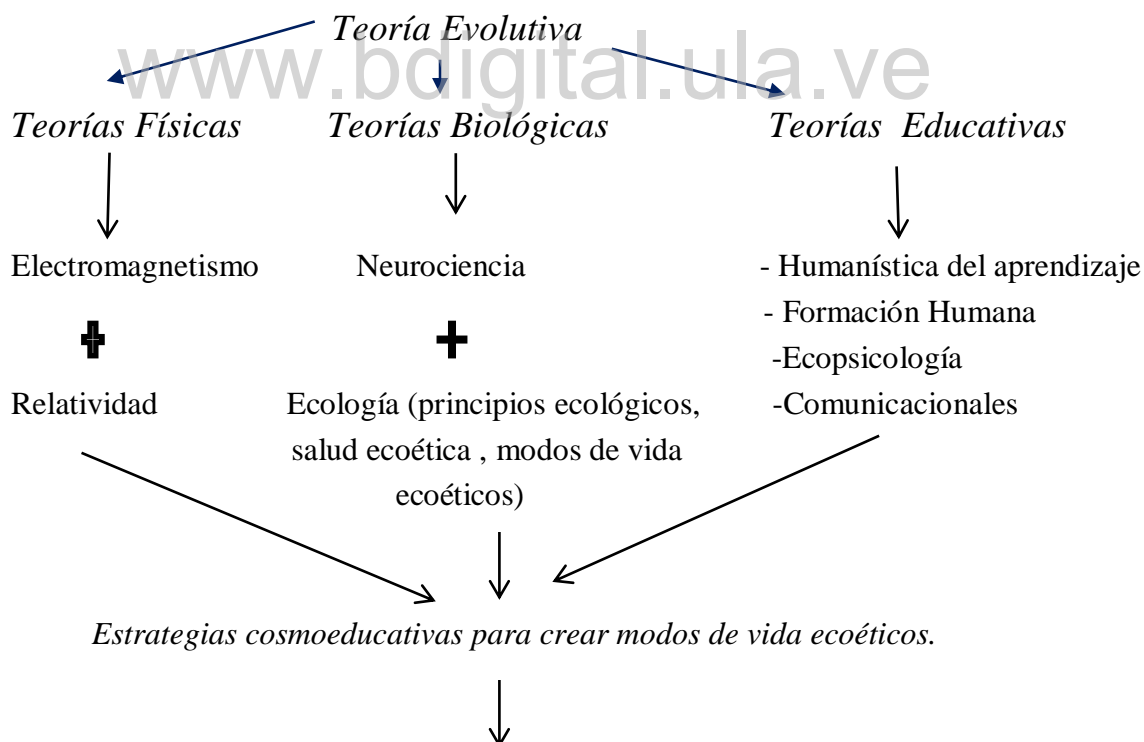 Teoría Evolutiva
www.bdigital.ula.ve
Teorías Físicas
Teorías Biológicas
Teorías Educativas
Electromagnetismo
Neurociencia
- Humanística del aprendizaje
- Formación Humana
-Ecopsicología
Relatividad
Ecología (principios ecológicos,
salud ecoética , modos de vida
ecoéticos)
-Comunicacionales
Estrategias cosmoeducativas para crear modos de vida ecoéticos.